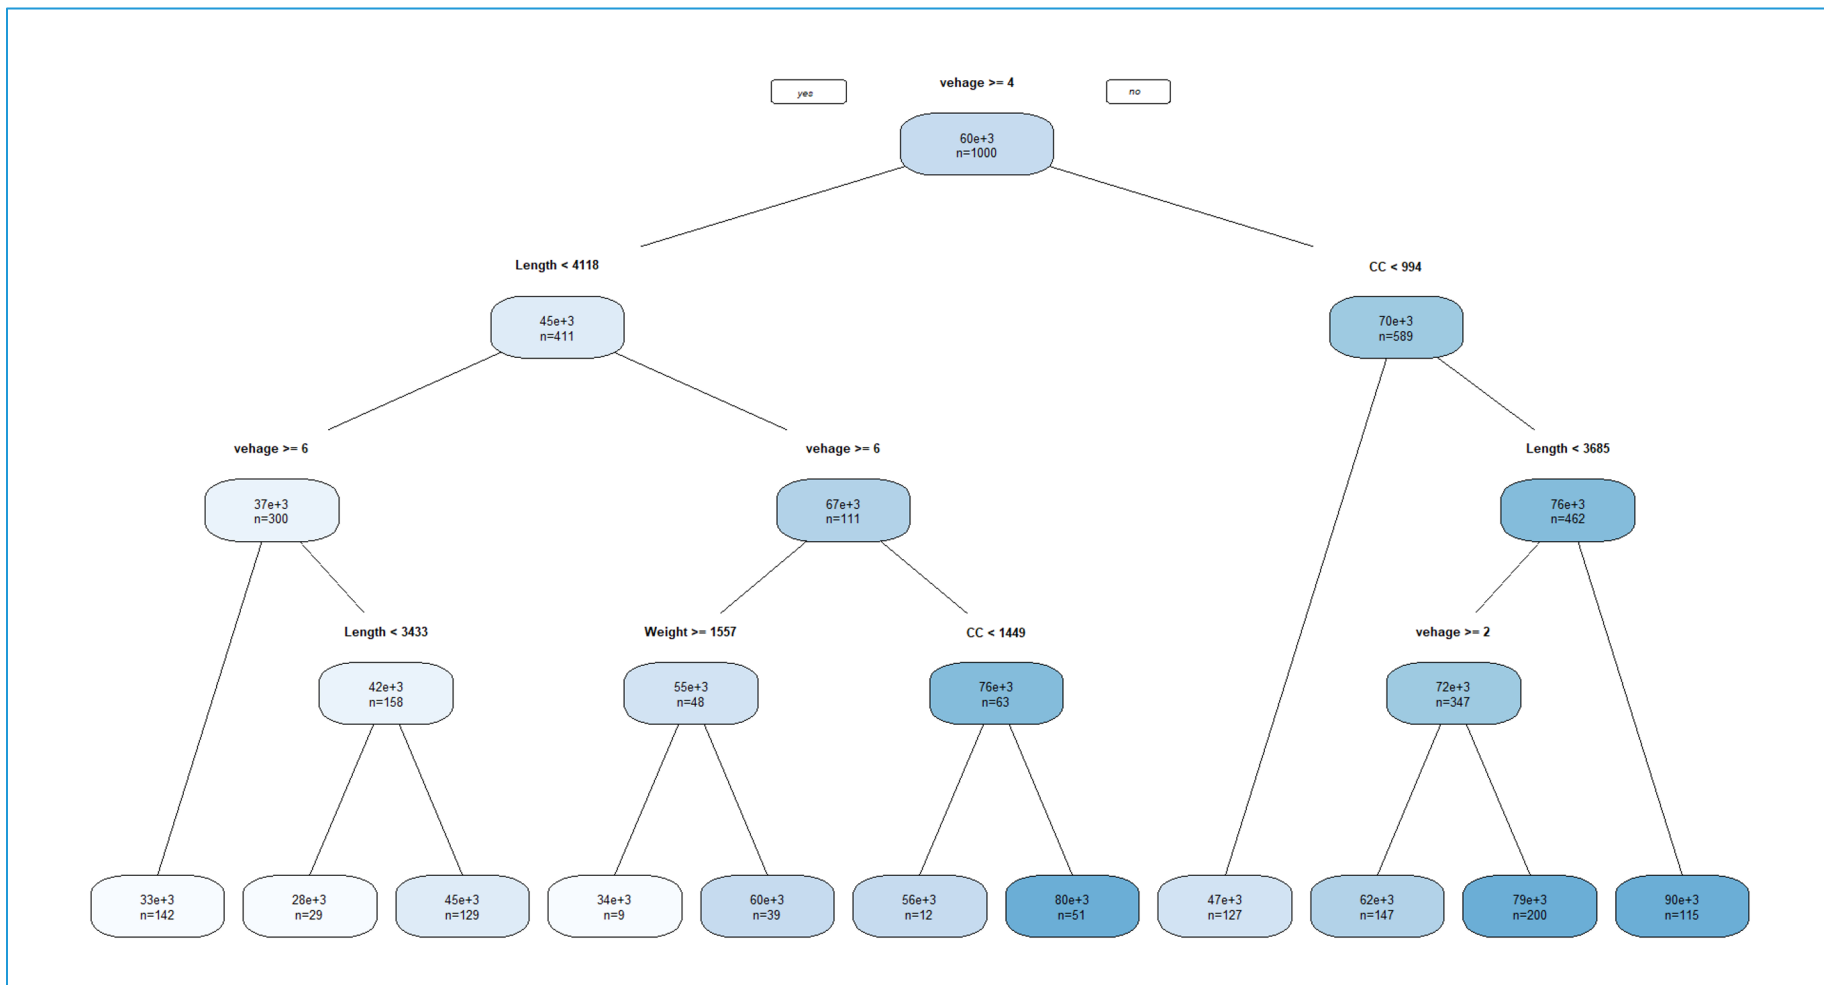 vehage >= 4
yes
no
60e+3
n=1000
Length < 4118
CC < 994
45e+3
n=411
70e+3
n=589
vehage >= 6
vehage >= 6
Length < 3685
37e+3
n=300
67e+3
n=111
76e+3
n=462
Length < 3433
Weight >= 1557
CC < 1449
vehage >= 2
42e+3
n=158
55e+3
n=48
76e+3
n=63
72e+3
n=347
33e+3
n=142
28e+3
n=29
45e+3
n=129
34e+3
n=9
60e+3
n=39
56e+3
n=12
80e+3
n=51
47e+3
n=127
62e+3
n=147
79e+3
n=200
90e+3
n=115